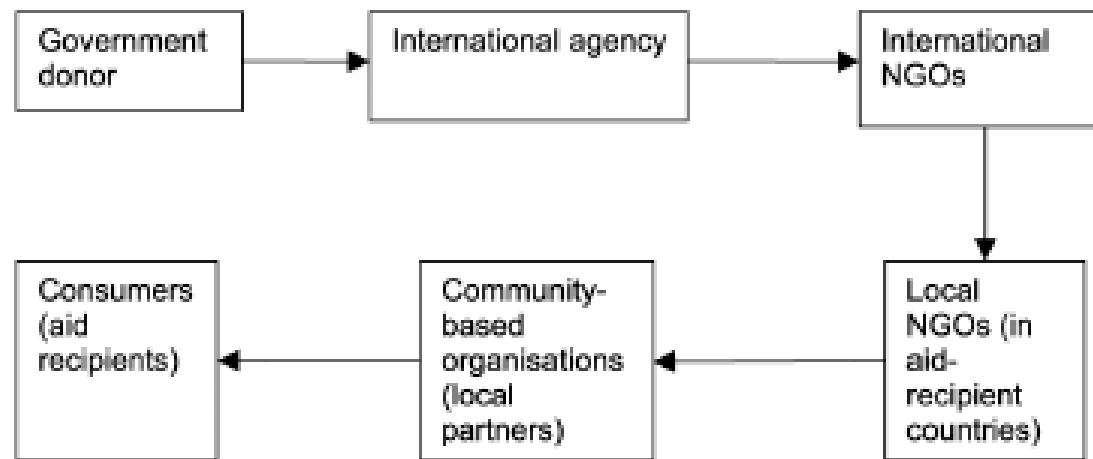 Government
donor
International agency
International
NGOs
Consumers
(aid
recipients)
Community-
based
organisations
(local
partners)
Local
NGOs (in
aid-
recipient
countries)